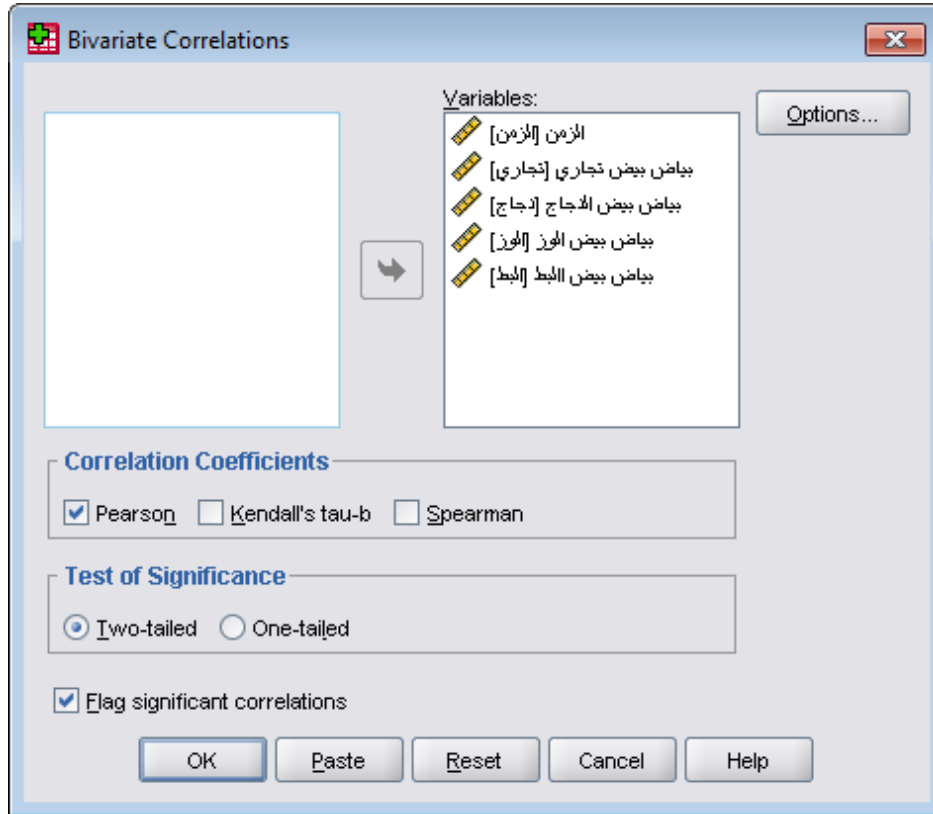 Bivariate Correlations
Variables:
Options...
الزمن [الزمن]
بياض بيض تجاري [تجاري]
بياض بيض الدجاج [دجاج]
بياض بيض الوز [الوز]
بياض بيض االبط [البط]
Correlation Coefficients
Pearson Kendall's tau-b Spearman
Test of Significance
Two-tailed One-tailed
Flag significant correlations
OK Paste Reset Cancel Help